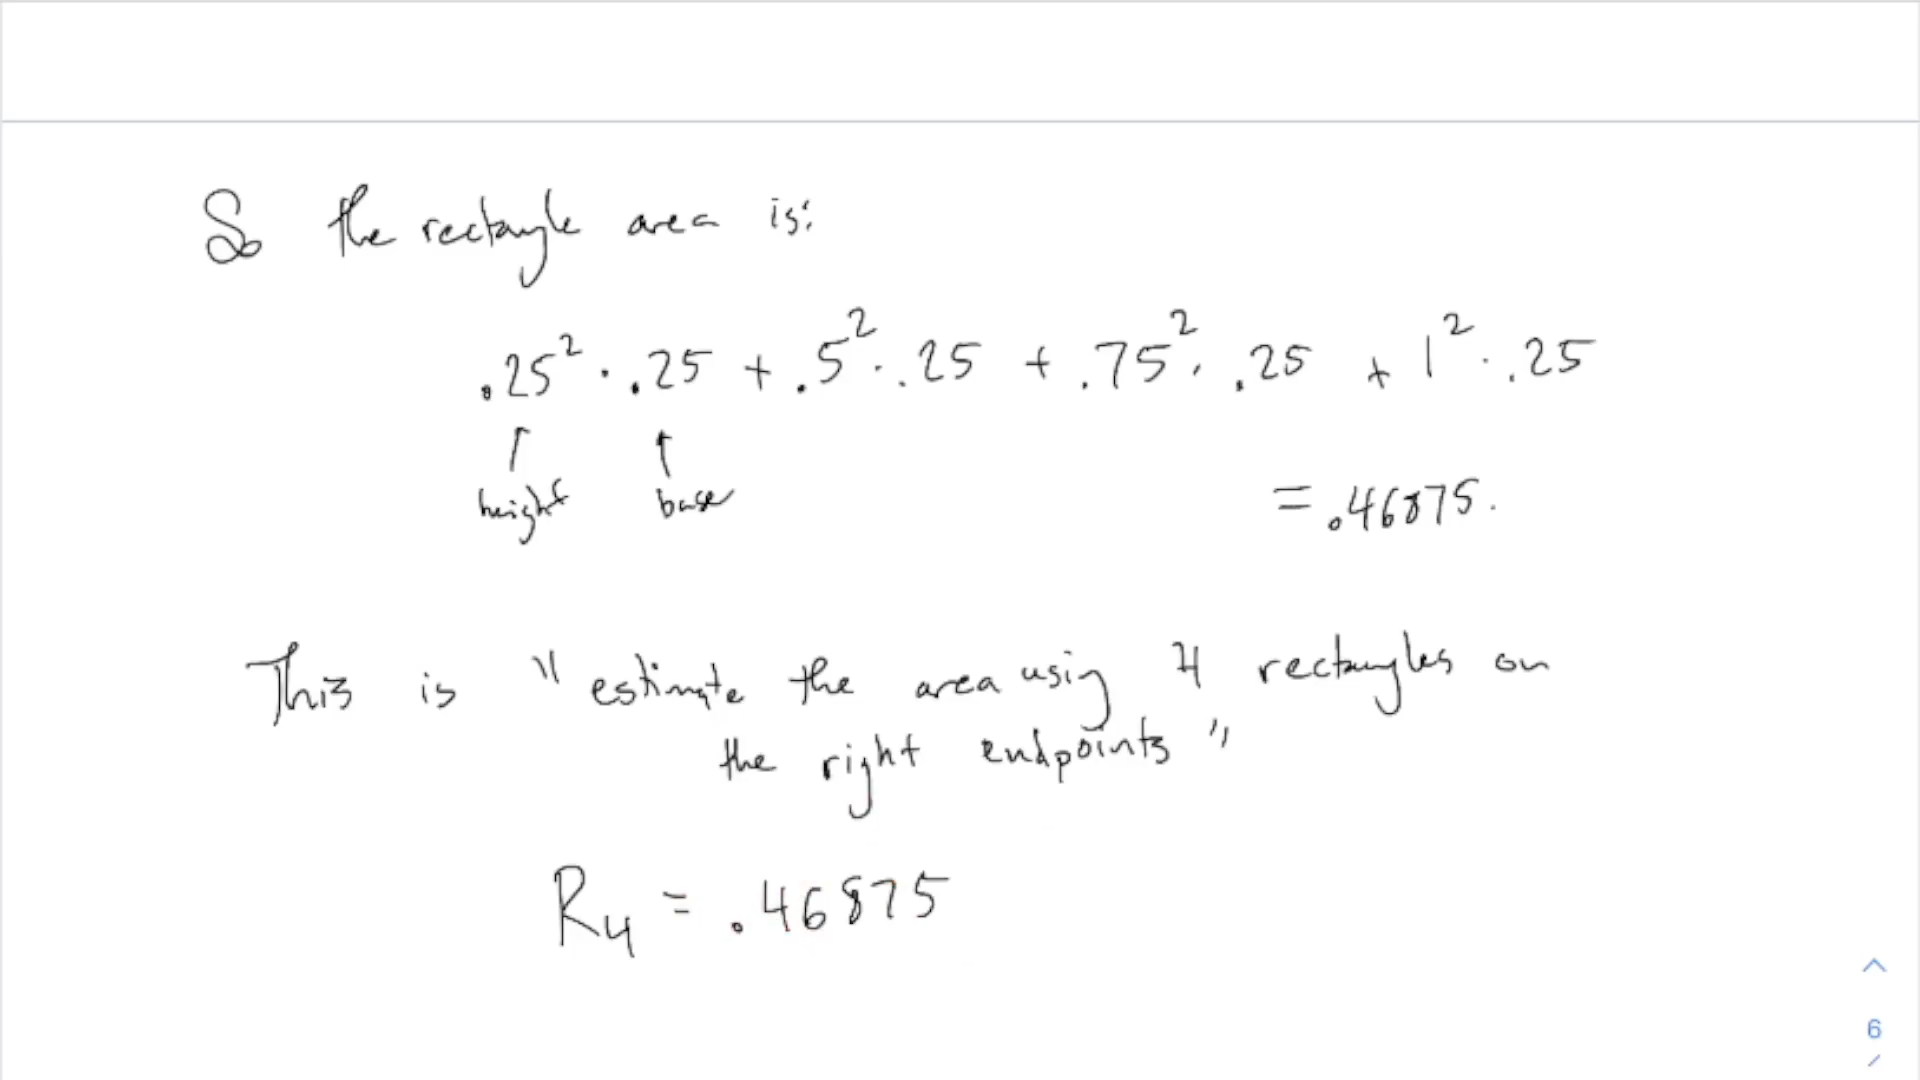 So the rectangle area is:
.25² · .25 + .5² · .25 + .75² · .25 + 1² · .25
height base
= .46875.
This is "estimate the area using 4 rectangles on
the right endpoints"
R₄ = .46875
6